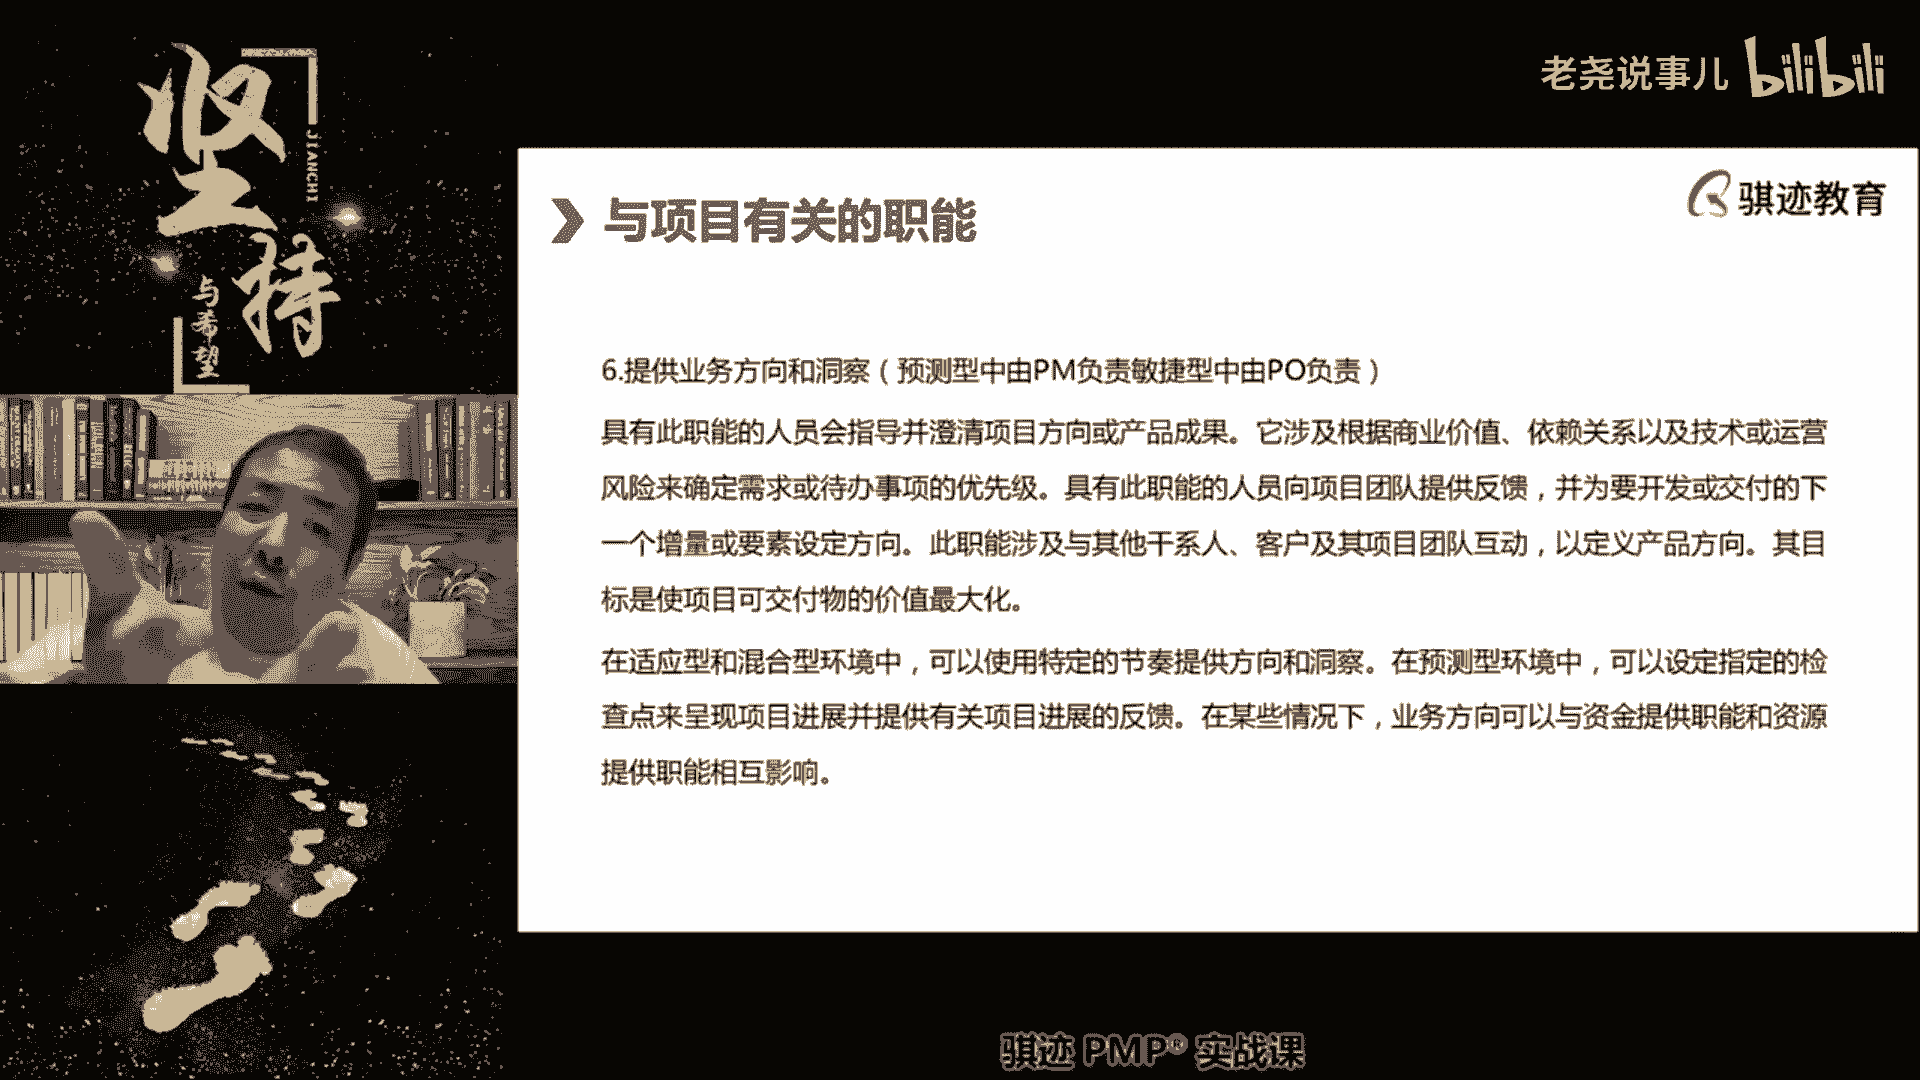 坚持
JIANCHI
与希望
老尧说事儿 bilibili
骐迹教育
与项目有关的职能
6.提供业务方向和洞察（预测型中由PM负责敏捷型中由PO负责）
具有此职能的人员会指导并澄清项目方向或产品成果。它涉及根据商业价值、依赖关系以及技术或运营
风险来确定需求或待办事项的优先级。具有此职能的人员向项目团队提供反馈，并为要开发或交付的下
一个增量或要素设定方向。此职能涉及与其他干系人、客户及其项目团队互动，以定义产品方向。其目
标是使项目可交付物的价值最大化。
在适应型和混合型环境中，可以使用特定的节奏提供方向和洞察。在预测型环境中，可以设定指定的检
查点来呈现项目进展并提供有关项目进展的反馈。在某些情况下，业务方向可以与资金提供职能和资源
提供职能相互影响。
骐迹 PMP® 实战课